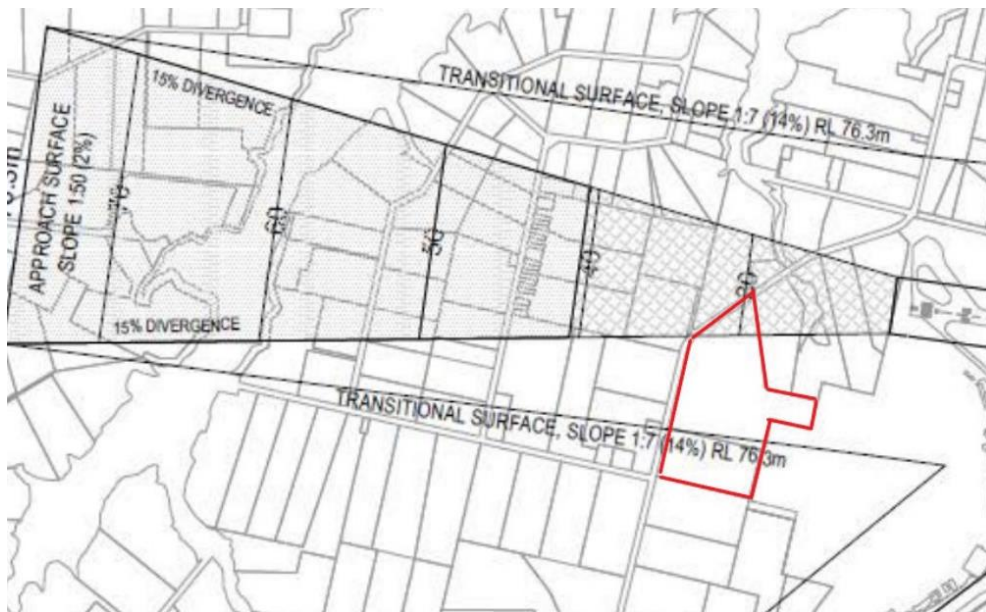 TRANSITIONAL SURFACE, SLOPE 1:7 (14%) RL 76.3m
15% DIVERGENCE
APPROACH SURFACE
SLOPE 1:50 (2%)
70
60
50
40
15% DIVERGENCE
TRANSITIONAL SURFACE, SLOPE 1:7 (14%) RL 76.3m